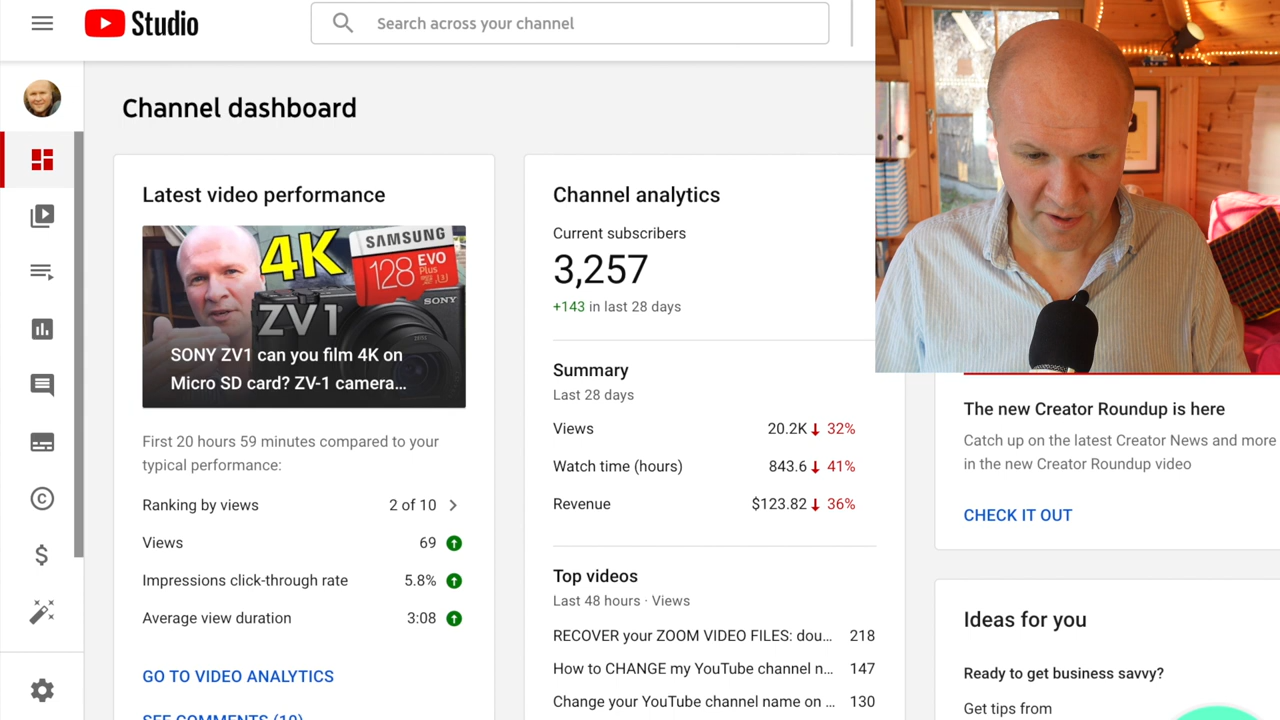 Studio
Search across your channel
Channel dashboard
Latest video performance
4K
SAMSUNG
128 EVO
Plus
SONY
ZV1
SONY ZV1 can you film 4K on
Micro SD card? ZV-1 camera...
First 20 hours 59 minutes compared to your
typical performance:
Ranking by views 2 of 10
Views 69
Impressions click-through rate 5.8%
Average view duration 3:08
GO TO VIDEO ANALYTICS
SEE COMMENTS (10)
Channel analytics
Current subscribers
3,257
+143 in last 28 days
Summary
Last 28 days
Views 20.2K 32%
Watch time (hours) 843.6 41%
Revenue $123.82 36%
Top videos
Last 48 hours · Views
RECOVER your ZOOM VIDEO FILES: dou... 218
How to CHANGE my YouTube channel n... 147
Change your YouTube channel name on ... 130
The new Creator Roundup is here
Catch up on the latest Creator News and more
in the new Creator Roundup video
CHECK IT OUT
Ideas for you
Ready to get business savvy?
Get tips from